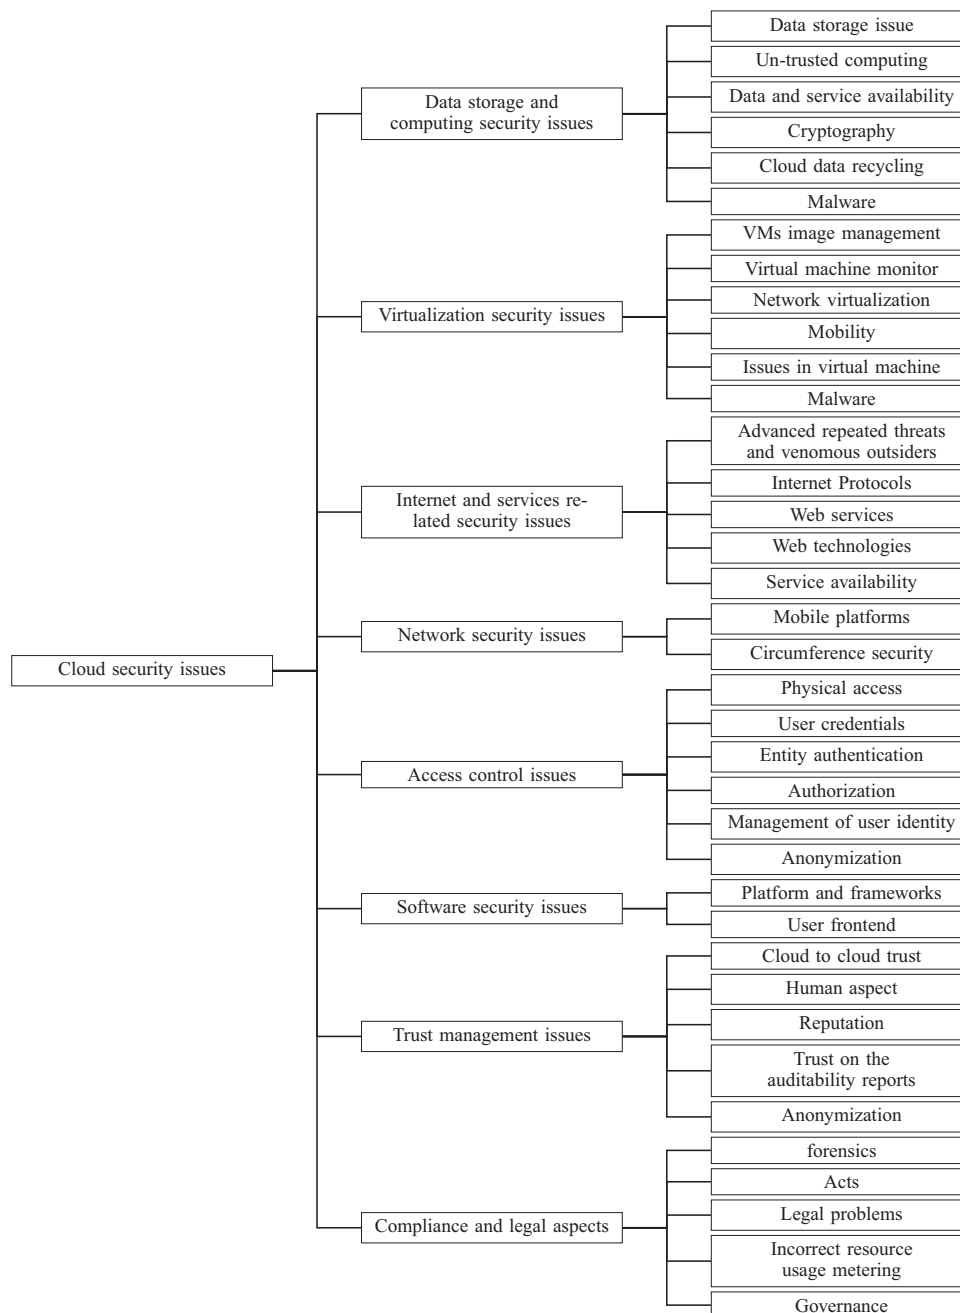 Cloud security issues
Data storage and
computing security issues
Data storage issue
Un-trusted computing
Data and service availability
Cryptography
Cloud data recycling
Malware
Virtualization security issues
VMs image management
Virtual machine monitor
Network virtualization
Mobility
Issues in virtual machine
Malware
Internet and services re-
lated security issues
Advanced repeated threats
and venomous outsiders
Internet Protocols
Web services
Web technologies
Service availability
Network security issues
Mobile platforms
Circumference security
Access control issues
Physical access
User credentials
Entity authentication
Authorization
Management of user identity
Anonymization
Software security issues
Platform and frameworks
User frontend
Trust management issues
Cloud to cloud trust
Human aspect
Reputation
Trust on the
auditability reports
Anonymization
Compliance and legal aspects
forensics
Acts
Legal problems
Incorrect resource
usage metering
Governance